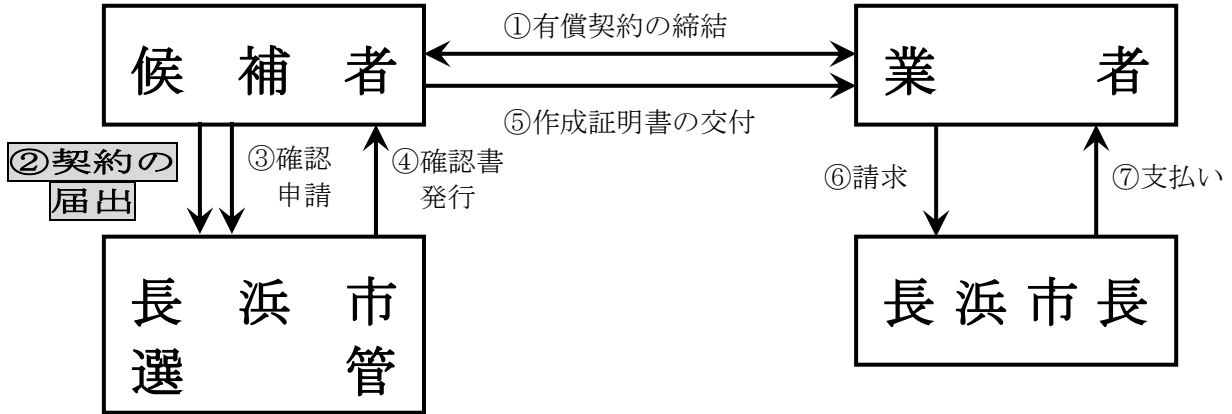 ①有償契約の締結
候補者
業者
⑤作成証明書の交付
②契約の
届出
③確認
申請
④確認書
発行
⑥請求
⑦支払い
長浜市
選管
長浜市長